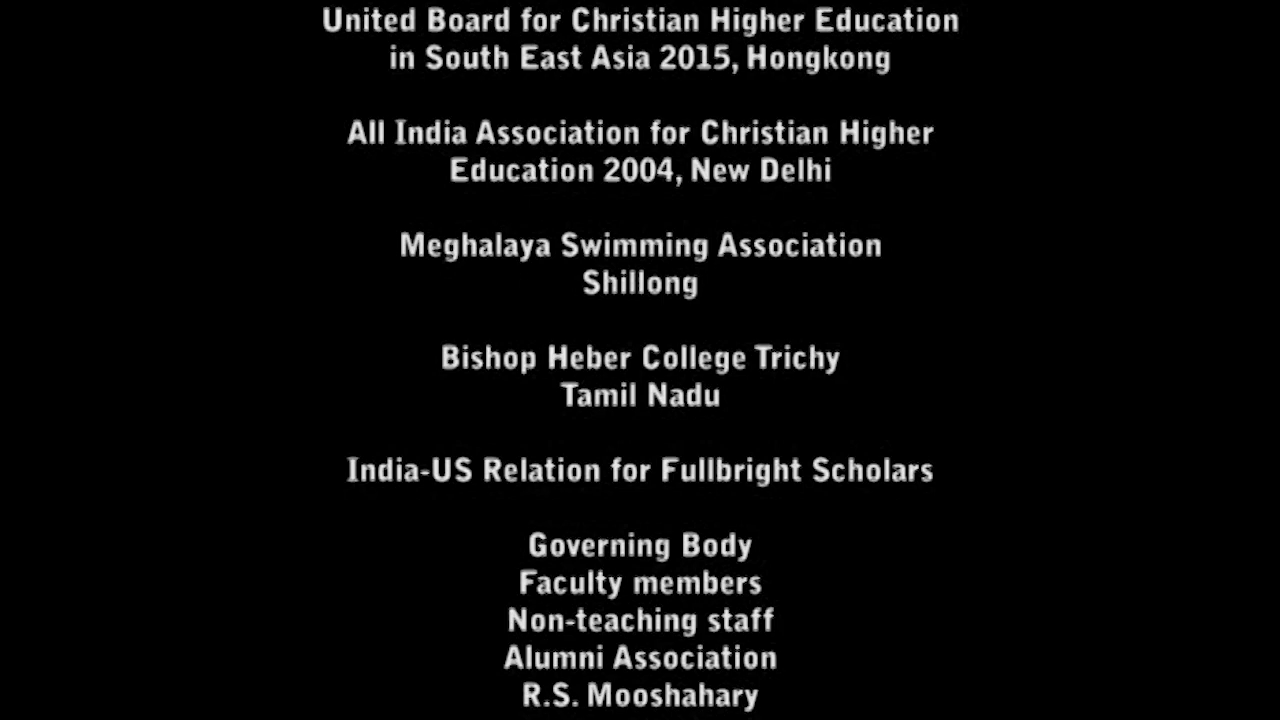 United Board for Christian Higher Education
in South East Asia 2015, Hongkong
All India Association for Christian Higher
Education 2004, New Delhi
Meghalaya Swimming Association
Shillong
Bishop Heber College Trichy
Tamil Nadu
India-US Relation for Fullbright Scholars
Governing Body
Faculty members
Non-teaching staff
Alumni Association
R.S. Mooshahary